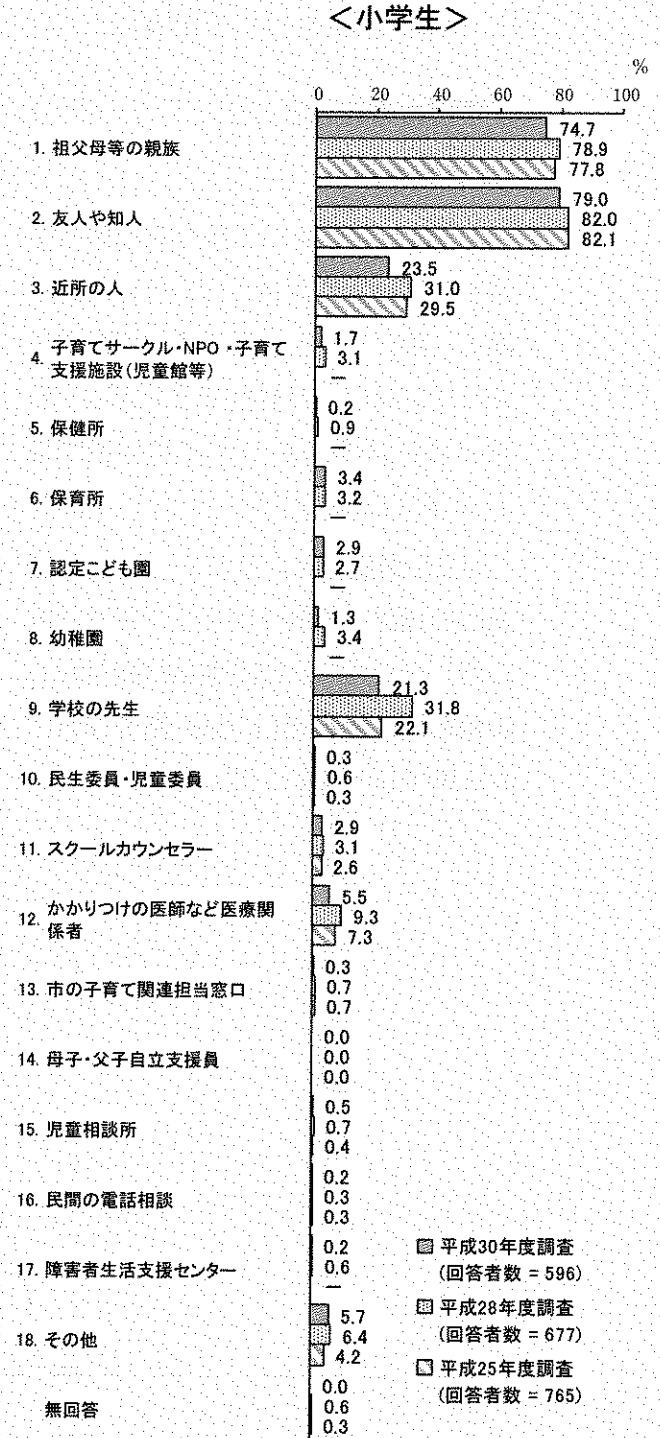 ＜小学生＞
%
0 20 40 60 80 100
1. 祖父母等の親族
74.7
78.9
77.8
2. 友人や知人
79.0
82.0
82.1
3. 近所の人
23.5
31.0
29.5
4. 子育てサークル・NPO・子育て
支援施設(児童館等)
1.7
3.1
—
5. 保健所
0.2
0.9
—
6. 保育所
3.4
3.2
—
7. 認定こども園
2.9
2.7
—
8. 幼稚園
1.3
3.4
—
9. 学校の先生
21.3
31.8
22.1
10. 民生委員・児童委員
0.3
0.6
0.3
11. スクールカウンセラー
2.9
3.1
2.6
12. かかりつけの医師など医療関
係者
5.5
9.3
7.3
13. 市の子育て関連担当窓口
0.3
0.7
0.7
14. 母子・父子自立支援員
0.0
0.0
0.0
15. 児童相談所
0.5
0.7
0.4
16. 民間の電話相談
0.2
0.3
0.3
17. 障害者生活支援センター
0.2
0.6
—
18. その他
5.7
6.4
4.2
無回答
0.0
0.6
0.3
平成30年度調査
(回答者数 = 596)
平成28年度調査
(回答者数 = 677)
平成25年度調査
(回答者数 = 765)